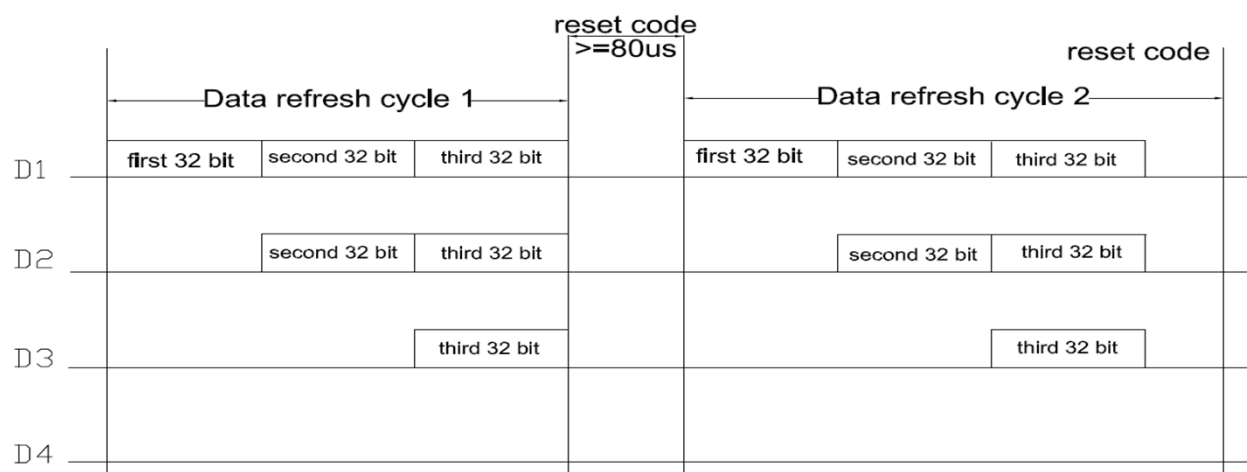 reset code
>=80us
reset code
Data refresh cycle 1
Data refresh cycle 2
D1 first 32 bit second 32 bit third 32 bit first 32 bit second 32 bit third 32 bit
D2 second 32 bit third 32 bit second 32 bit third 32 bit
D3 third 32 bit third 32 bit
D4